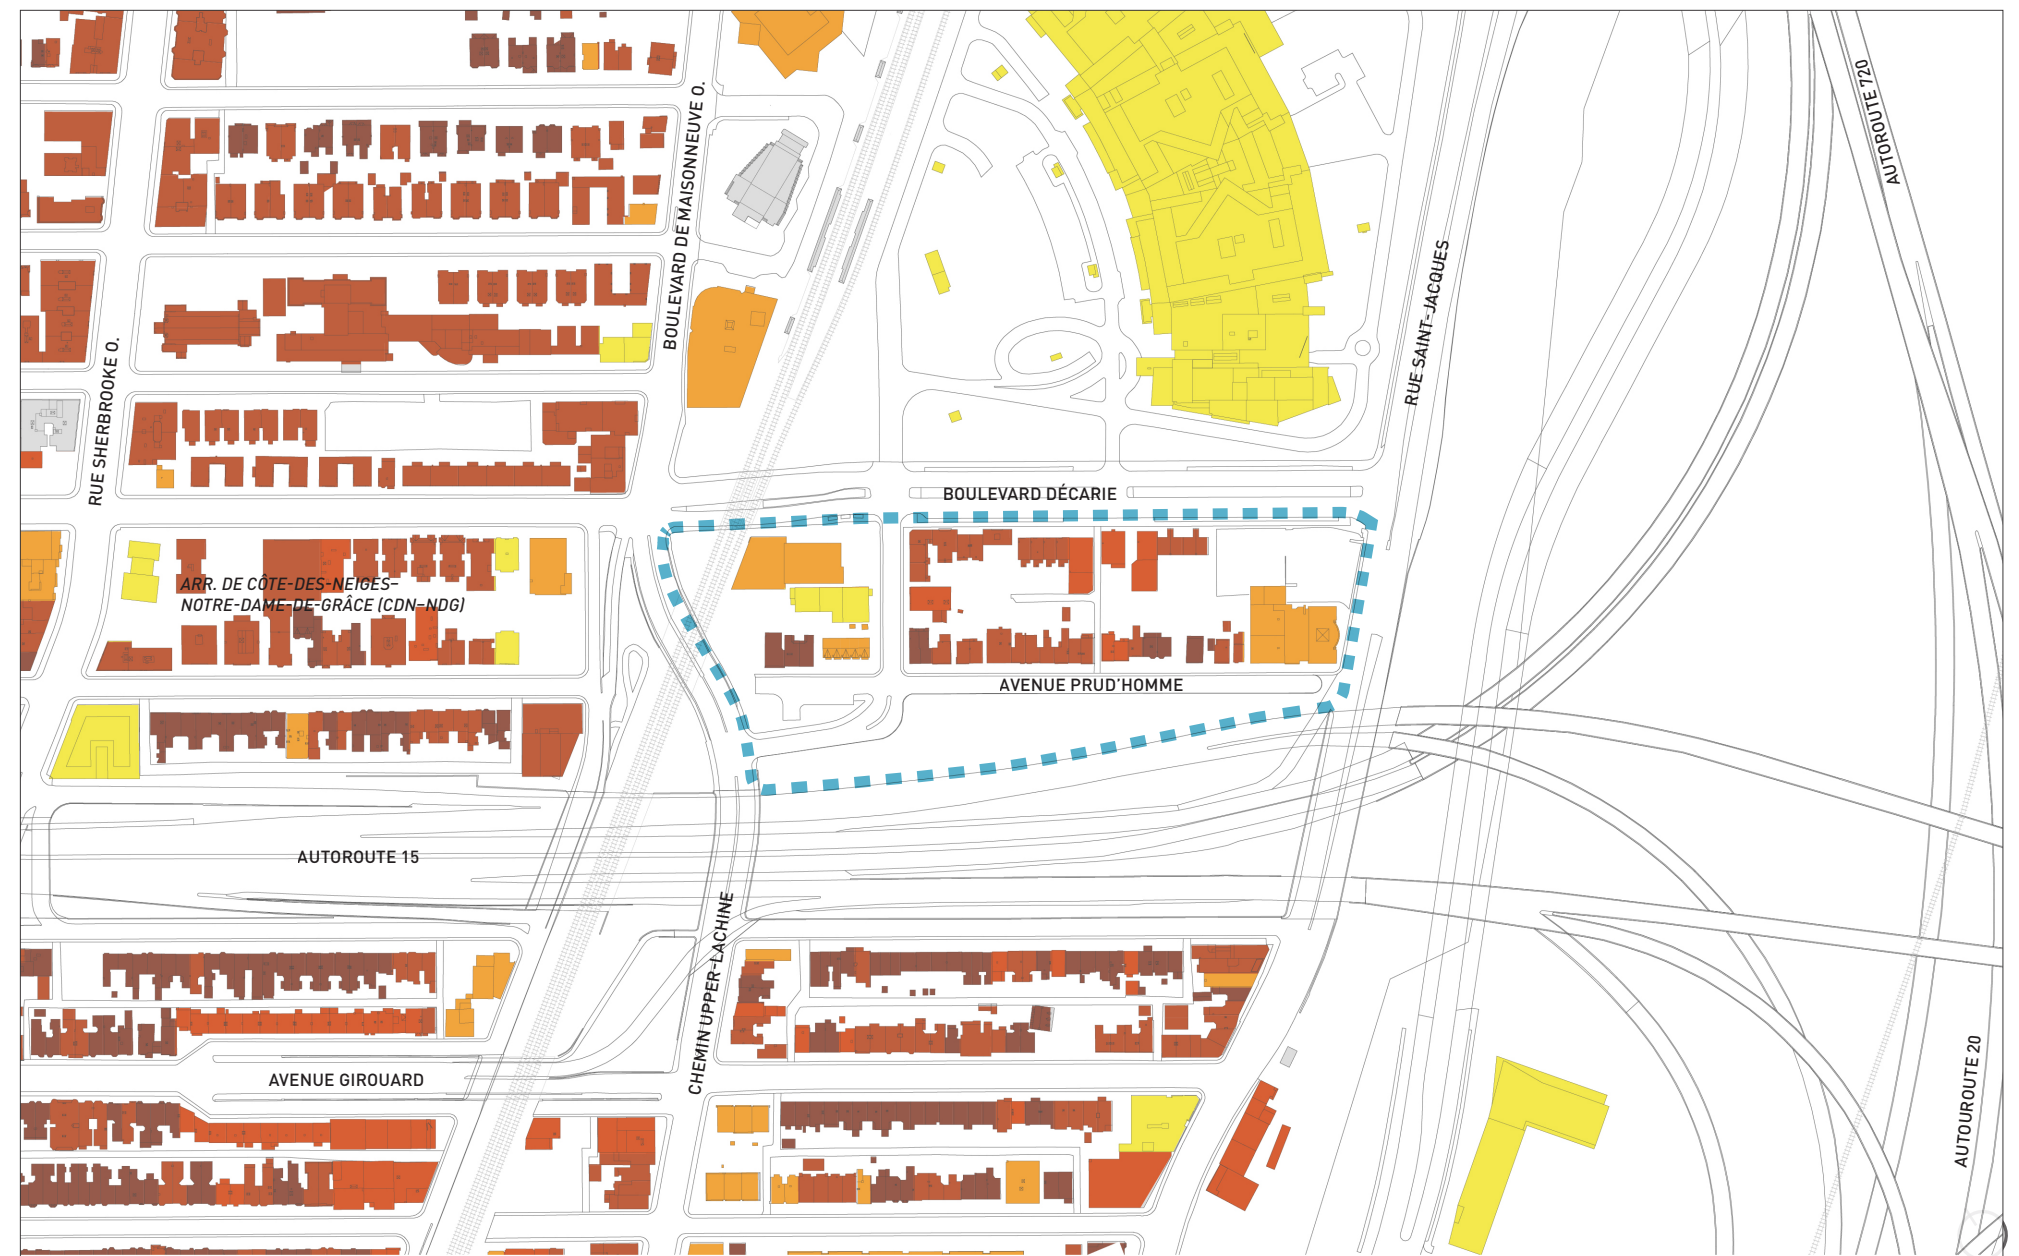 AUTOROUTE 720
BOULEVARD DE MAISONNEUVE O.
RUE SAINT-JACQUES
RUE SHERBROOKE O.
BOULEVARD DÉCARIE
ARR. DE CÔTE-DES-NEIGES–
NOTRE-DAME-DE-GRÂCE (CDN–NDG)
AVENUE PRUD'HOMME
AUTOROUTE 15
CHEMIN UPPER-LACHINE
AVENUE GIROUARD
AUTOUROUTE 20